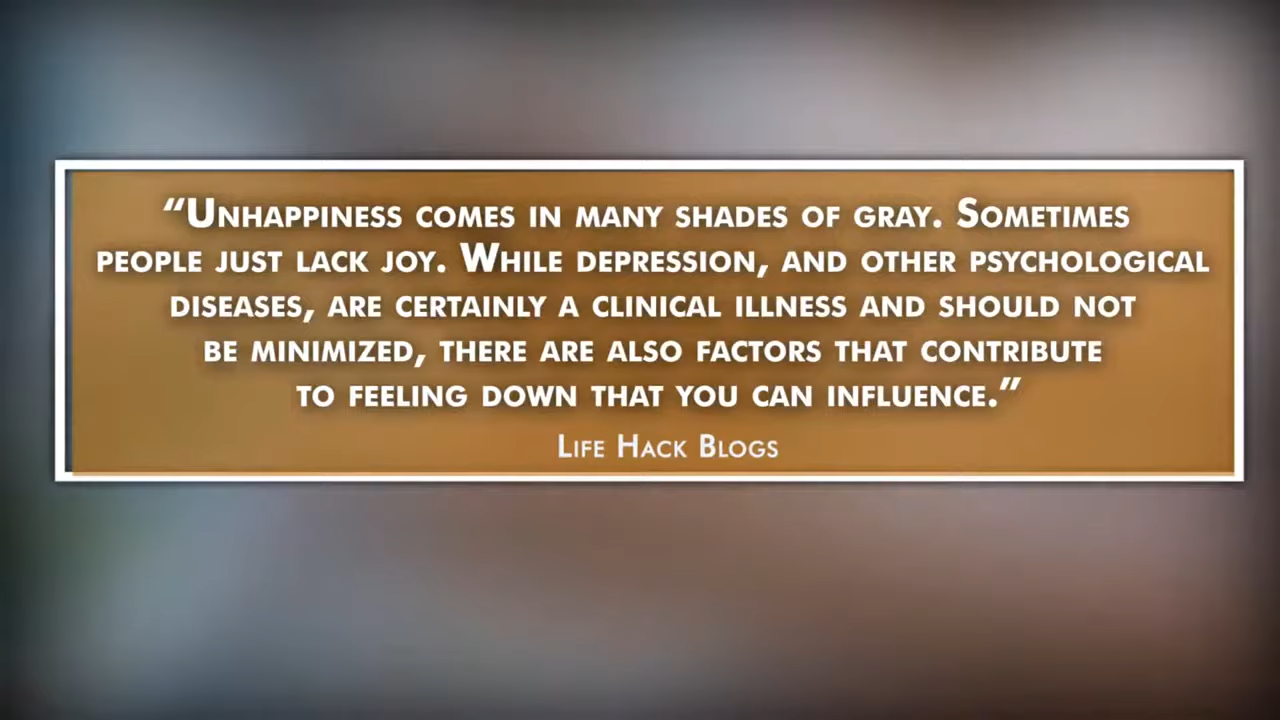 “Unhappiness comes in many shades of gray. Sometimes
people just lack joy. While depression, and other psychological
diseases, are certainly a clinical illness and should not
be minimized, there are also factors that contribute
to feeling down that you can influence.”
Life Hack Blogs